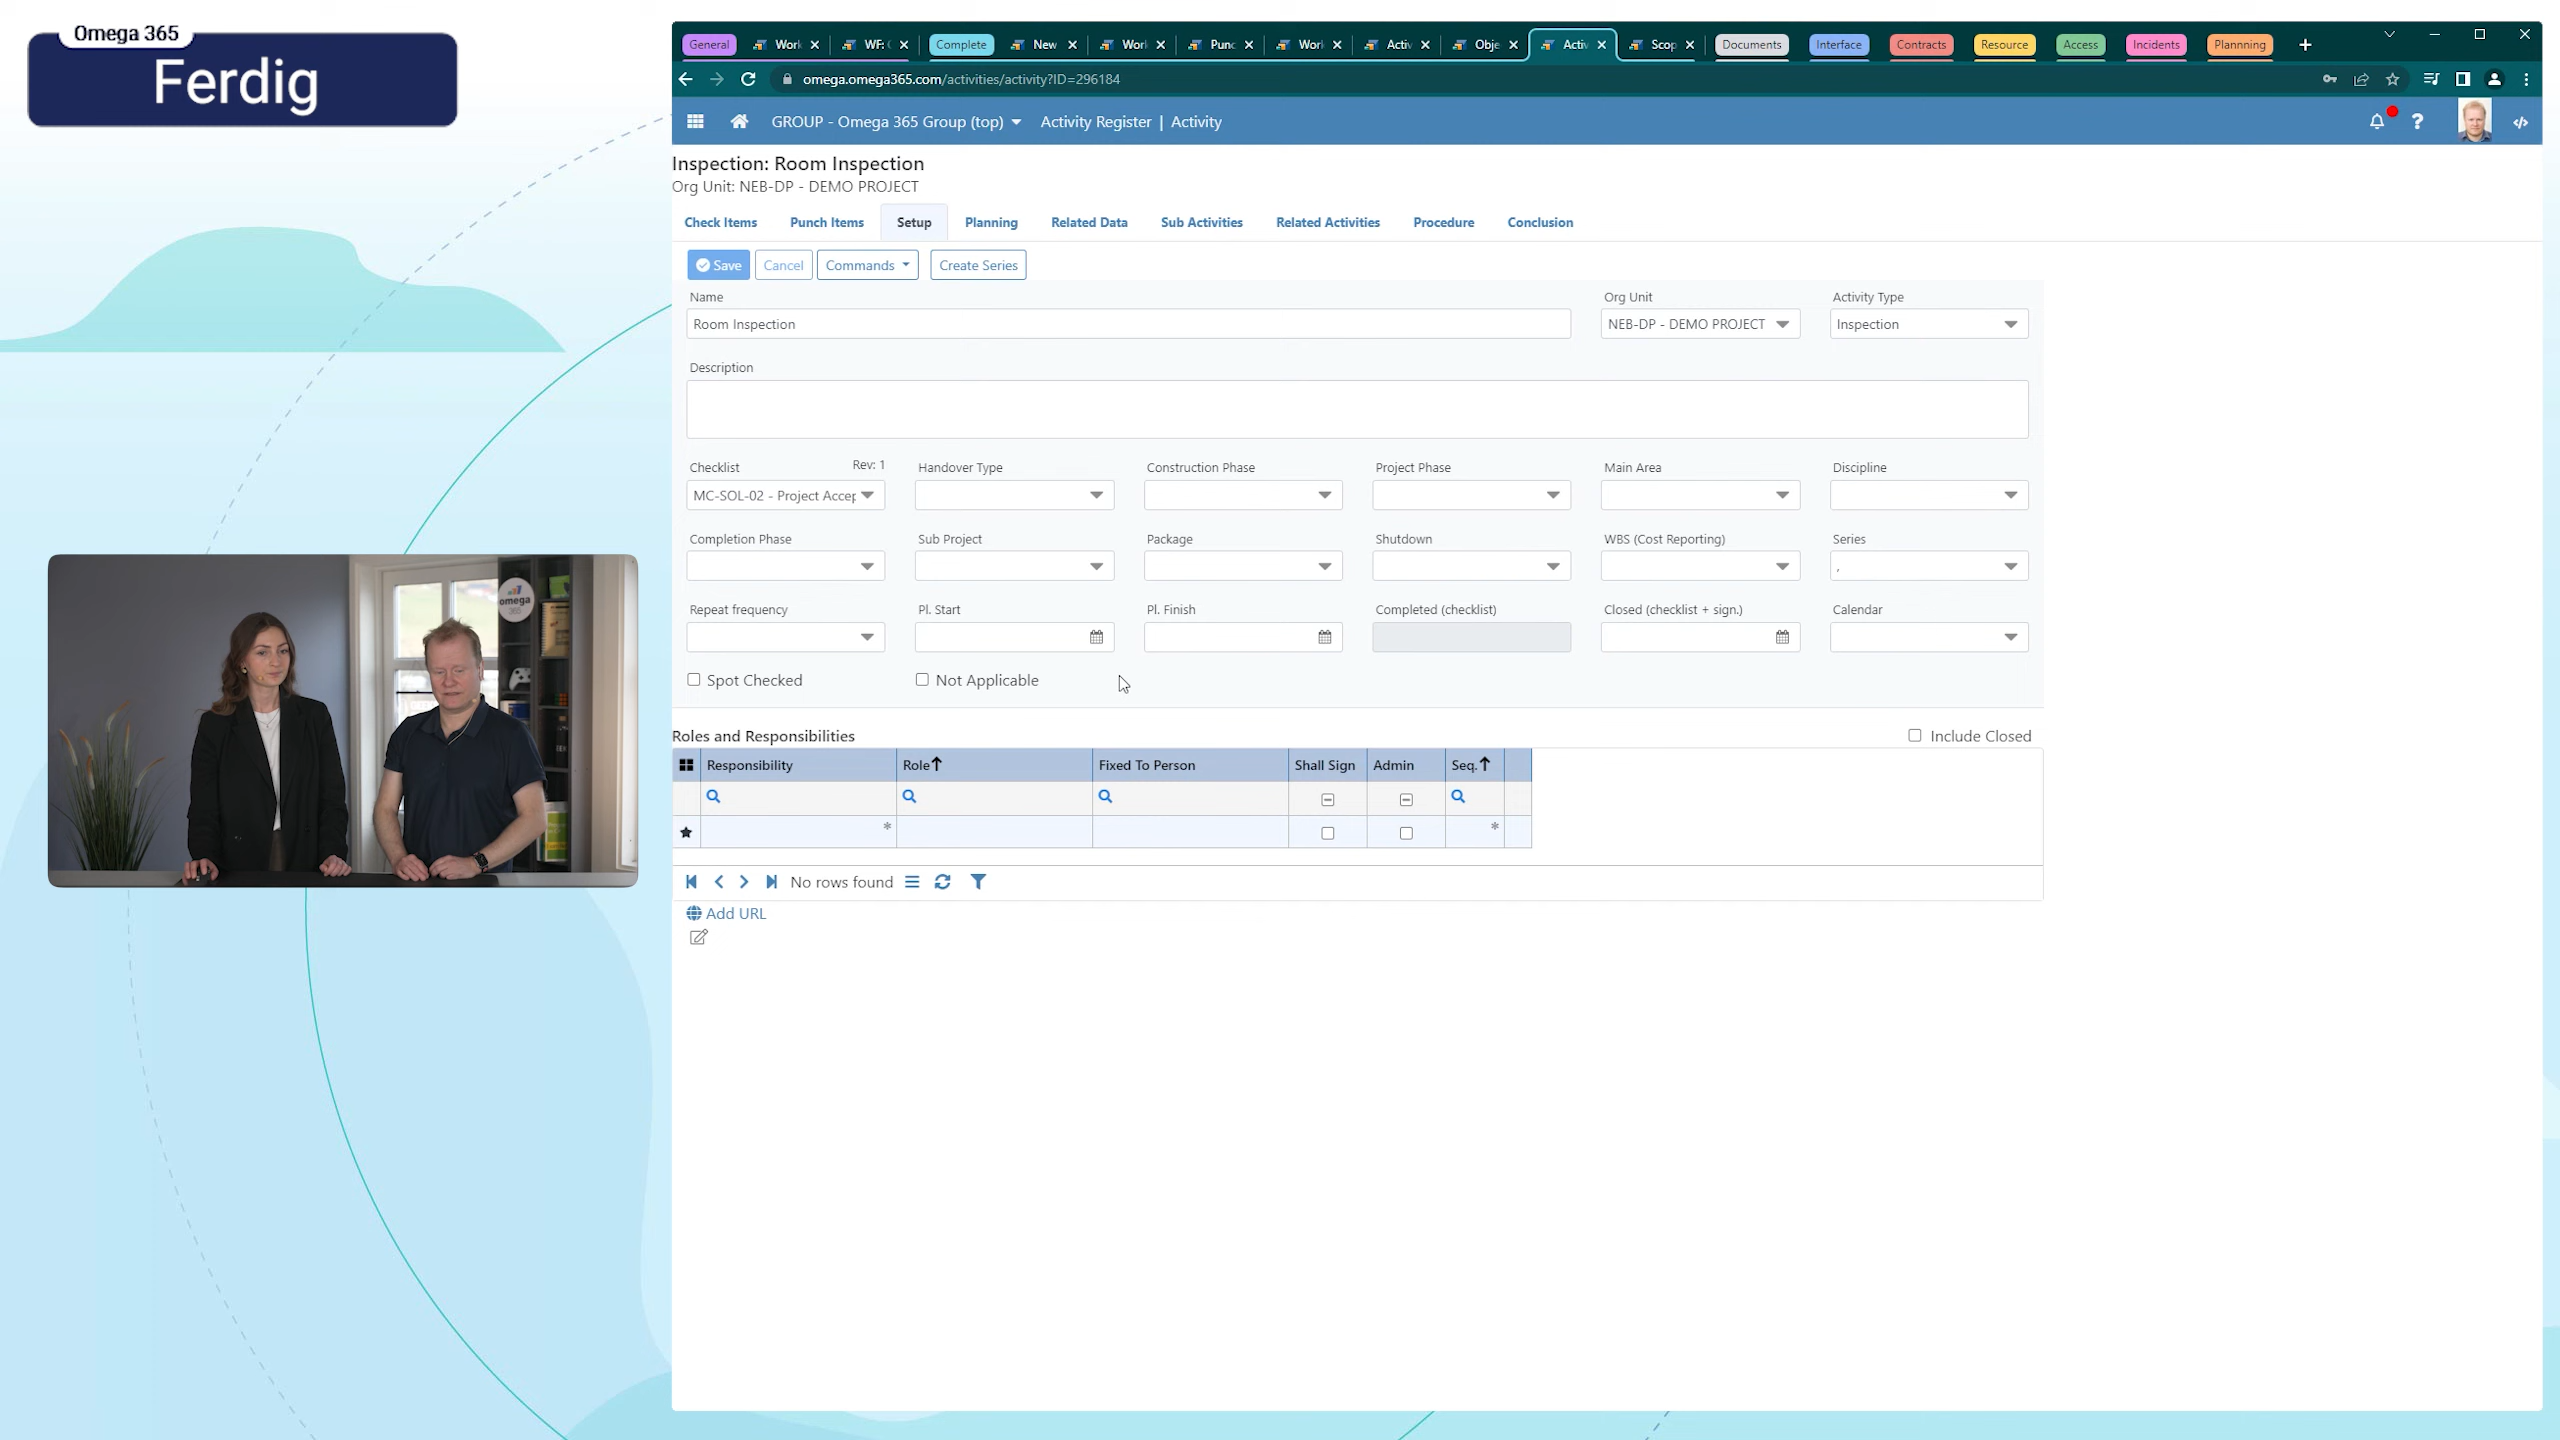 Omega 365
Ferdig
General
Work
WF: (
Complete
New
Work
Punc
Work
Activ
Obje
Activ
Scop
Documents
Interface
Contracts
Resource
Access
Incidents
Plannning
omega.omega365.com/activities/activity?ID=296184
GROUP - Omega 365 Group (top)
Activity Register | Activity
Inspection: Room Inspection
Org Unit: NEB-DP - DEMO PROJECT
Check Items
Punch Items
Setup
Planning
Related Data
Sub Activities
Related Activities
Procedure
Conclusion
Save
Cancel
Commands
Create Series
Name
Org Unit
Activity Type
Room Inspection
NEB-DP - DEMO PROJECT
Inspection
Description
Checklist
Rev: 1
Handover Type
Construction Phase
Project Phase
Main Area
Discipline
MC-SOL-02 - Project Accep
Completion Phase
Sub Project
Package
Shutdown
WBS (Cost Reporting)
Series
,
Repeat frequency
Pl. Start
Pl. Finish
Completed (checklist)
Closed (checklist + sign.)
Calendar
Spot Checked
Not Applicable
Roles and Responsibilities
Include Closed
Responsibility
Role
Fixed To Person
Shall Sign
Admin
Seq.
*
*
No rows found
Add URL
omega
365